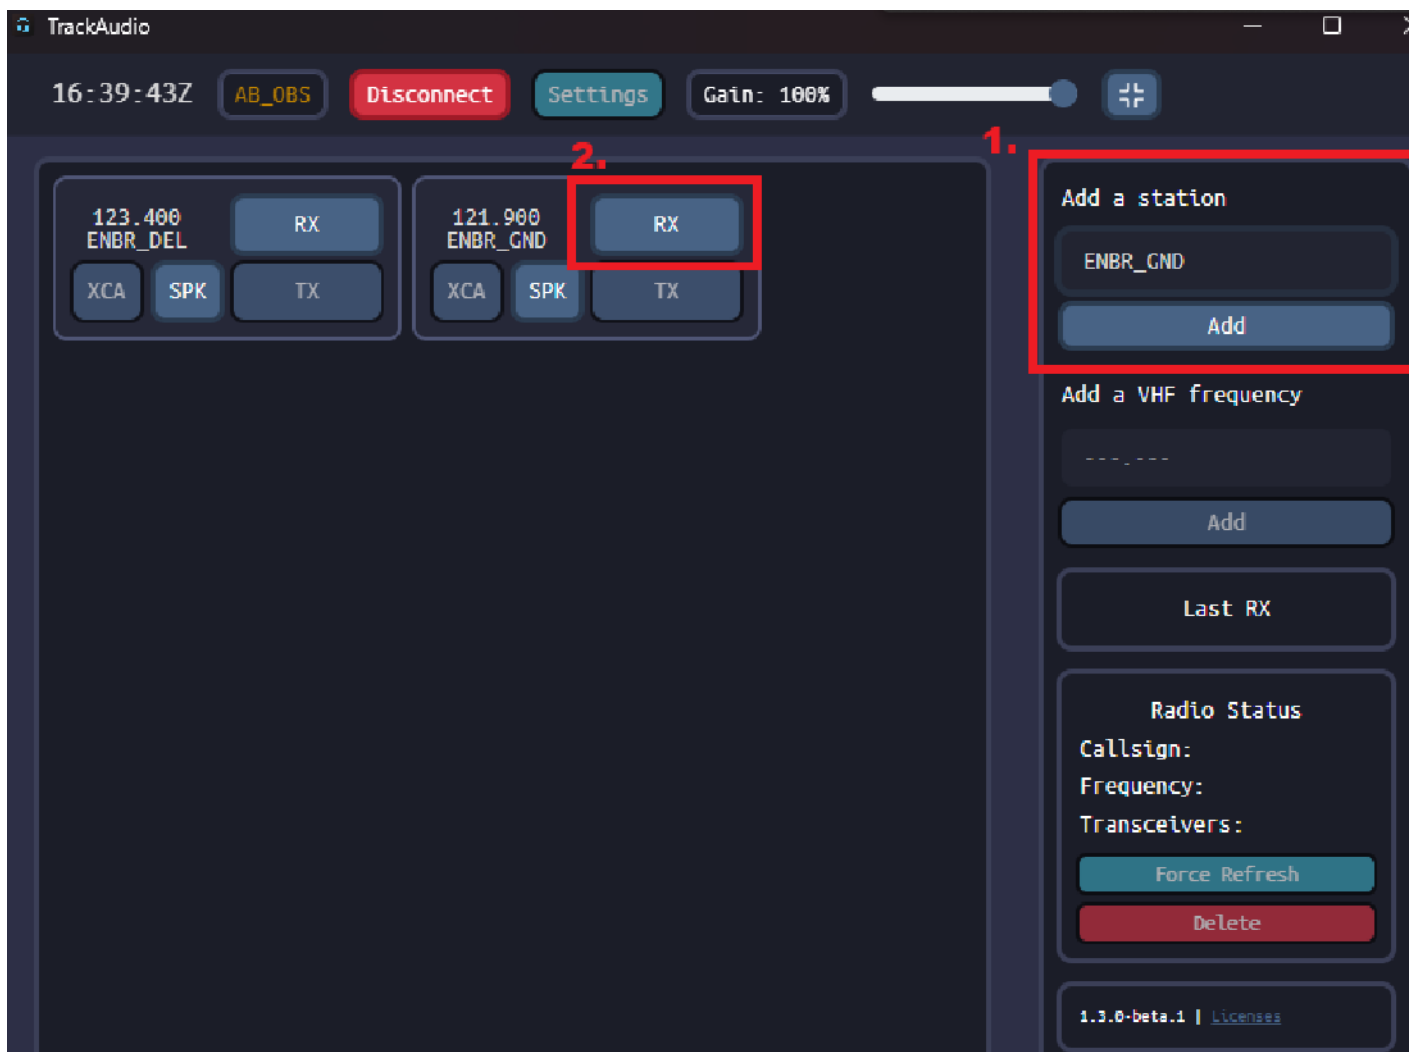 TrackAudio
16:39:43Z AB_OBS Disconnect Settings Gain: 100%
1.
2.
123.400
ENBR_DEL
RX
XCA SPK TX
121.900
ENBR_GND
RX
XCA SPK TX
Add a station
ENBR_GND
Add
Add a VHF frequency
---.---
Add
Last RX
Radio Status
Callsign:
Frequency:
Transceivers:
Force Refresh
Delete
1.3.0-beta.1 | Licenses